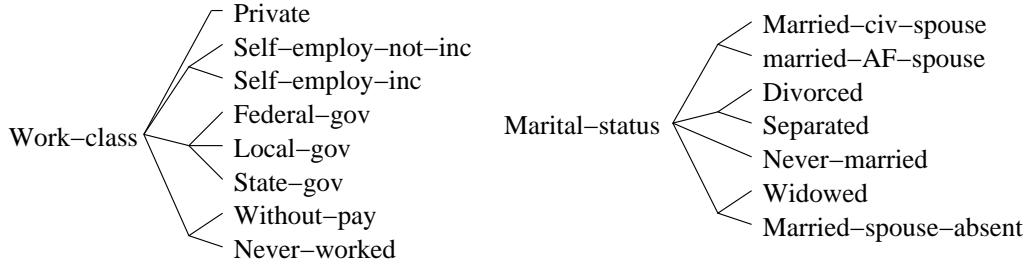 Work−class
Private
Self−employ−not−inc
Self−employ−inc
Federal−gov
Local−gov
State−gov
Without−pay
Never−worked
Marital−status
Married−civ−spouse
married−AF−spouse
Divorced
Separated
Never−married
Widowed
Married−spouse−absent